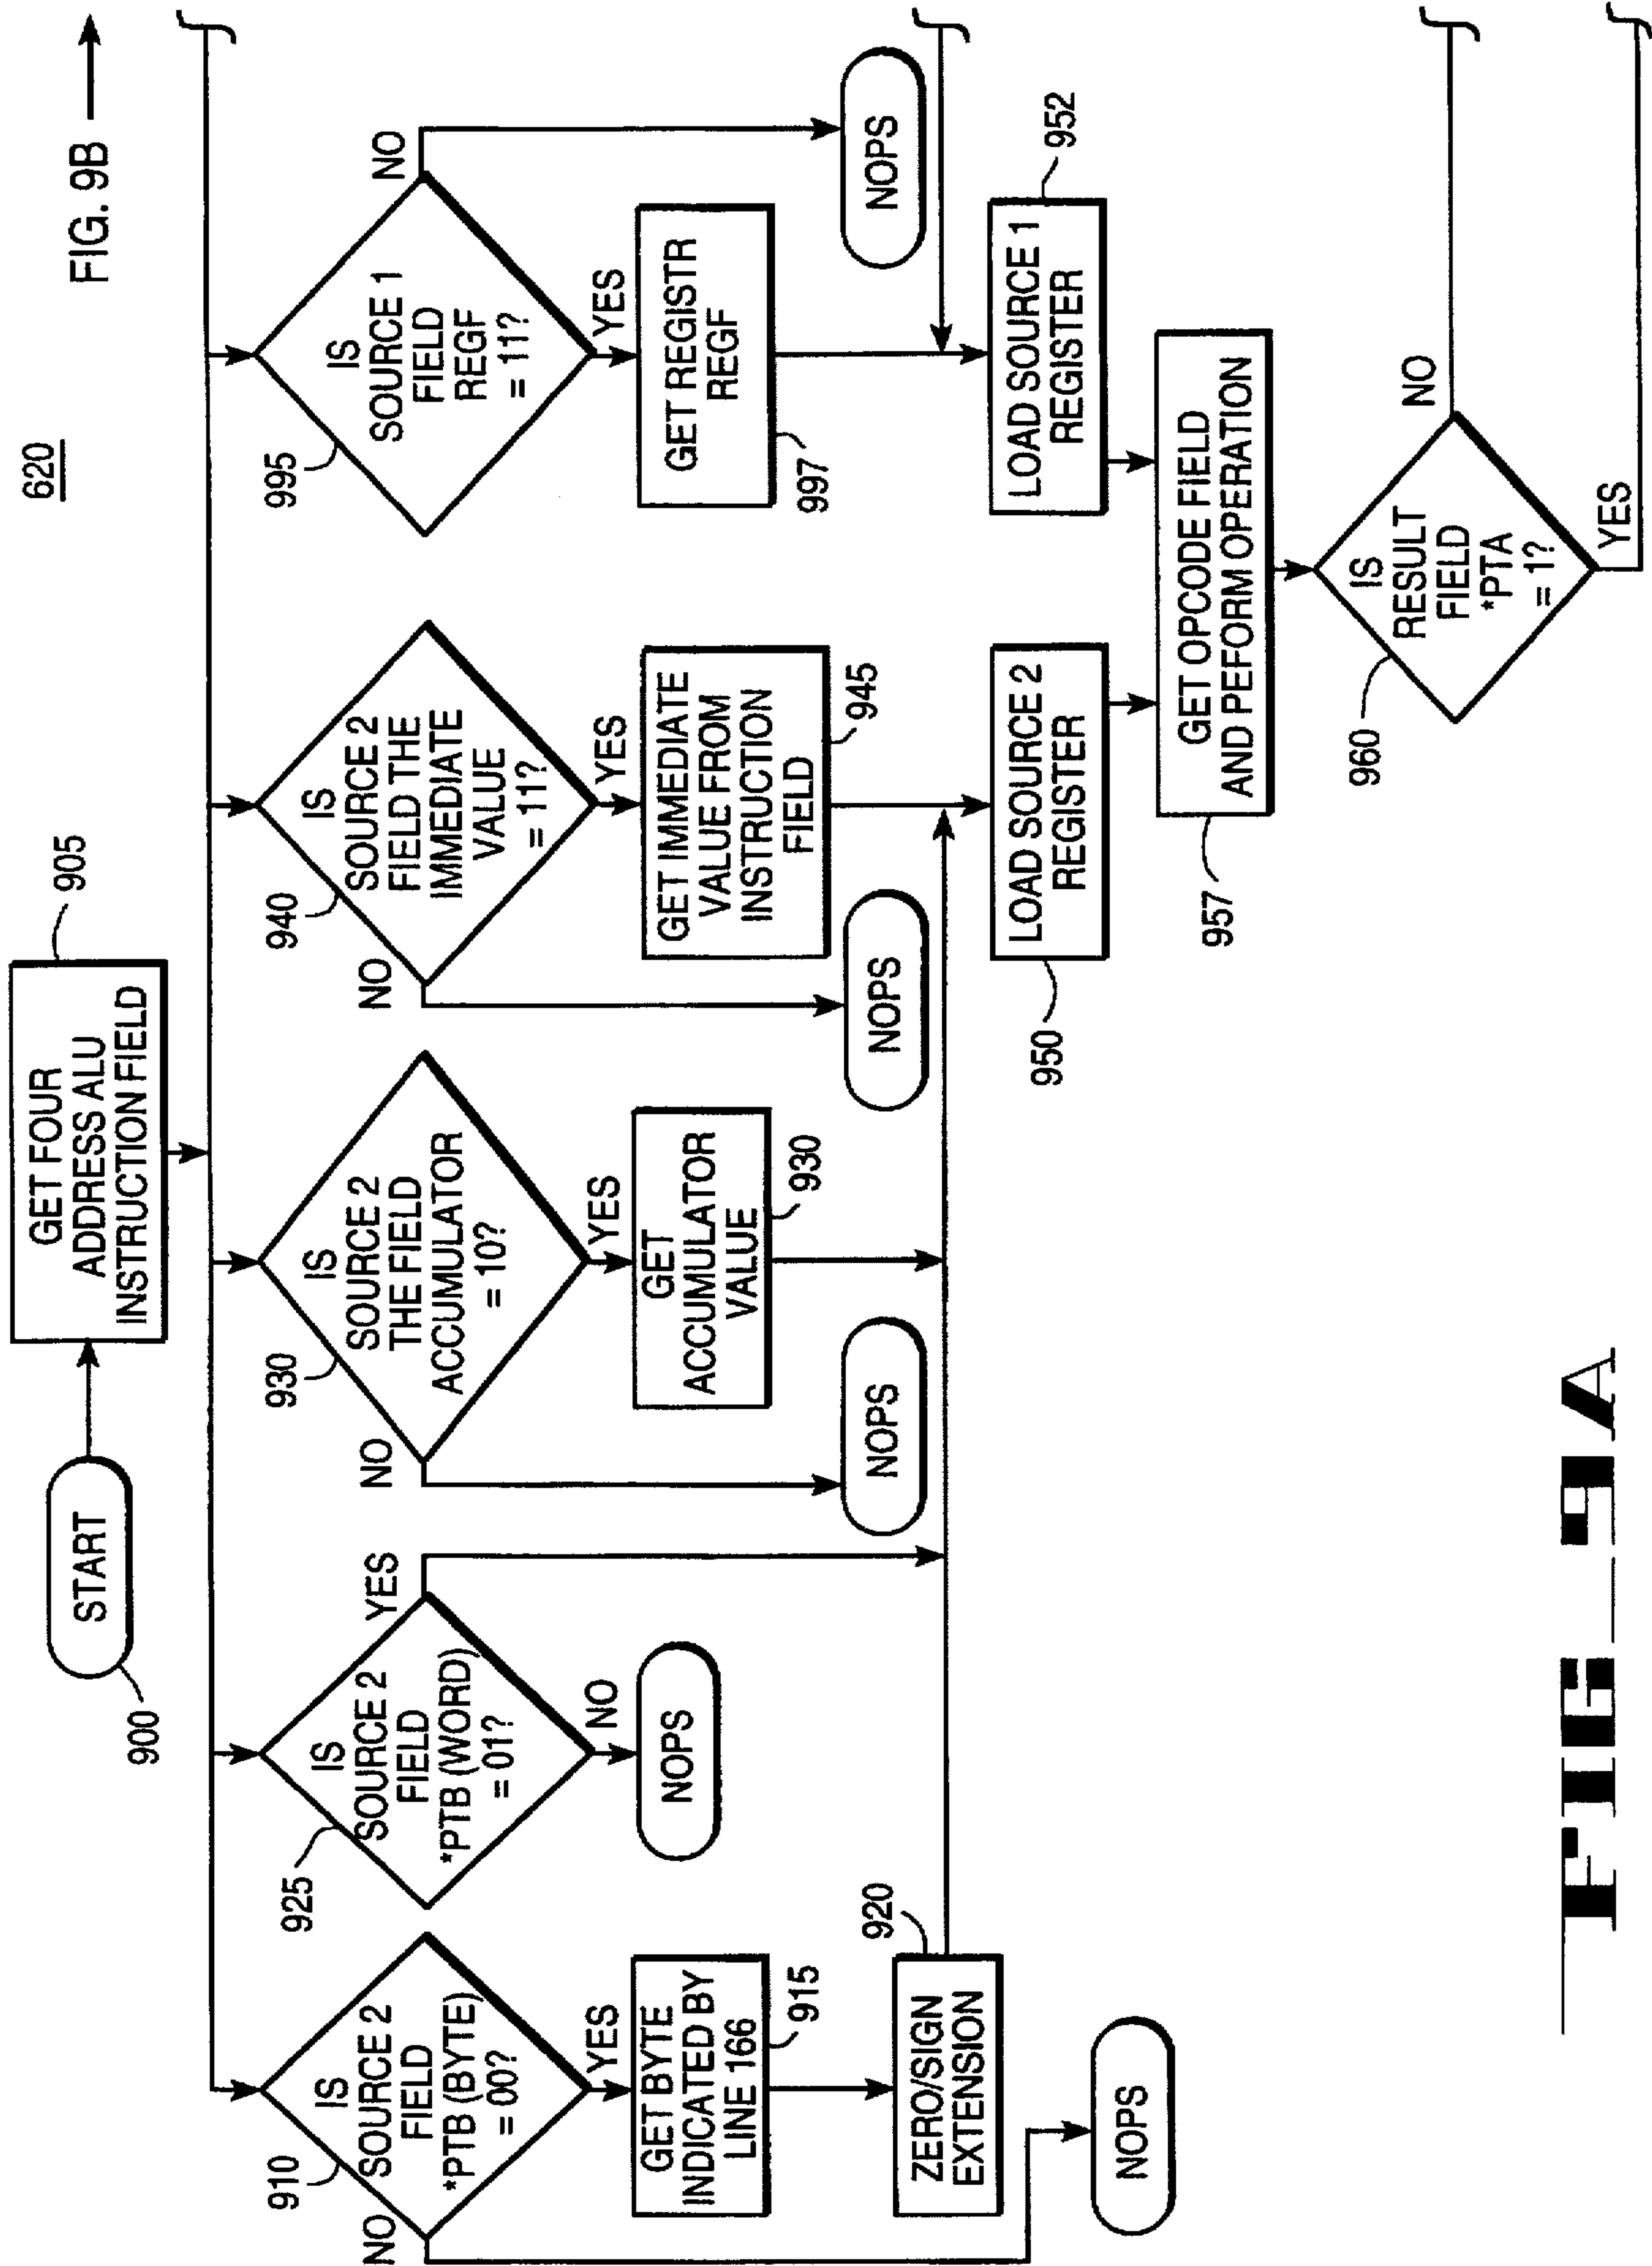 620
FIG. 9B
START
900
GET FOUR
ADDRESS ALU
INSTRUCTION FIELD
905
IS
SOURCE 2
FIELD
*PTB (BYTE)
= 00?
910
NO
YES
GET BYTE
INDICATED BY
LINE 166
915
ZERO/SIGN
EXTENSION
920
NOPS
IS
SOURCE 2
FIELD
*PTB (WORD)
= 01?
925
YES
NO
NOPS
IS
SOURCE 2
THE FIELD
ACCUMULATOR
= 10?
930
NO
YES
GET
ACCUMULATOR
VALUE
930
NOPS
IS
SOURCE 2
FIELD THE
IMMEDIATE
VALUE
= 11?
940
NO
YES
GET IMMEDIATE
VALUE FROM
INSTRUCTION
FIELD
945
NOPS
IS
SOURCE 1
FIELD
REGF
= 11?
995
NO
YES
GET REGISTR
REGF
997
NOPS
LOAD SOURCE 2
REGISTER
950
LOAD SOURCE 1
REGISTER
952
GET OPCODE FIELD
AND PEFORM OPERATION
957
IS
RESULT
FIELD
*PTA
= 1?
960
NO
YES
FIG_9A